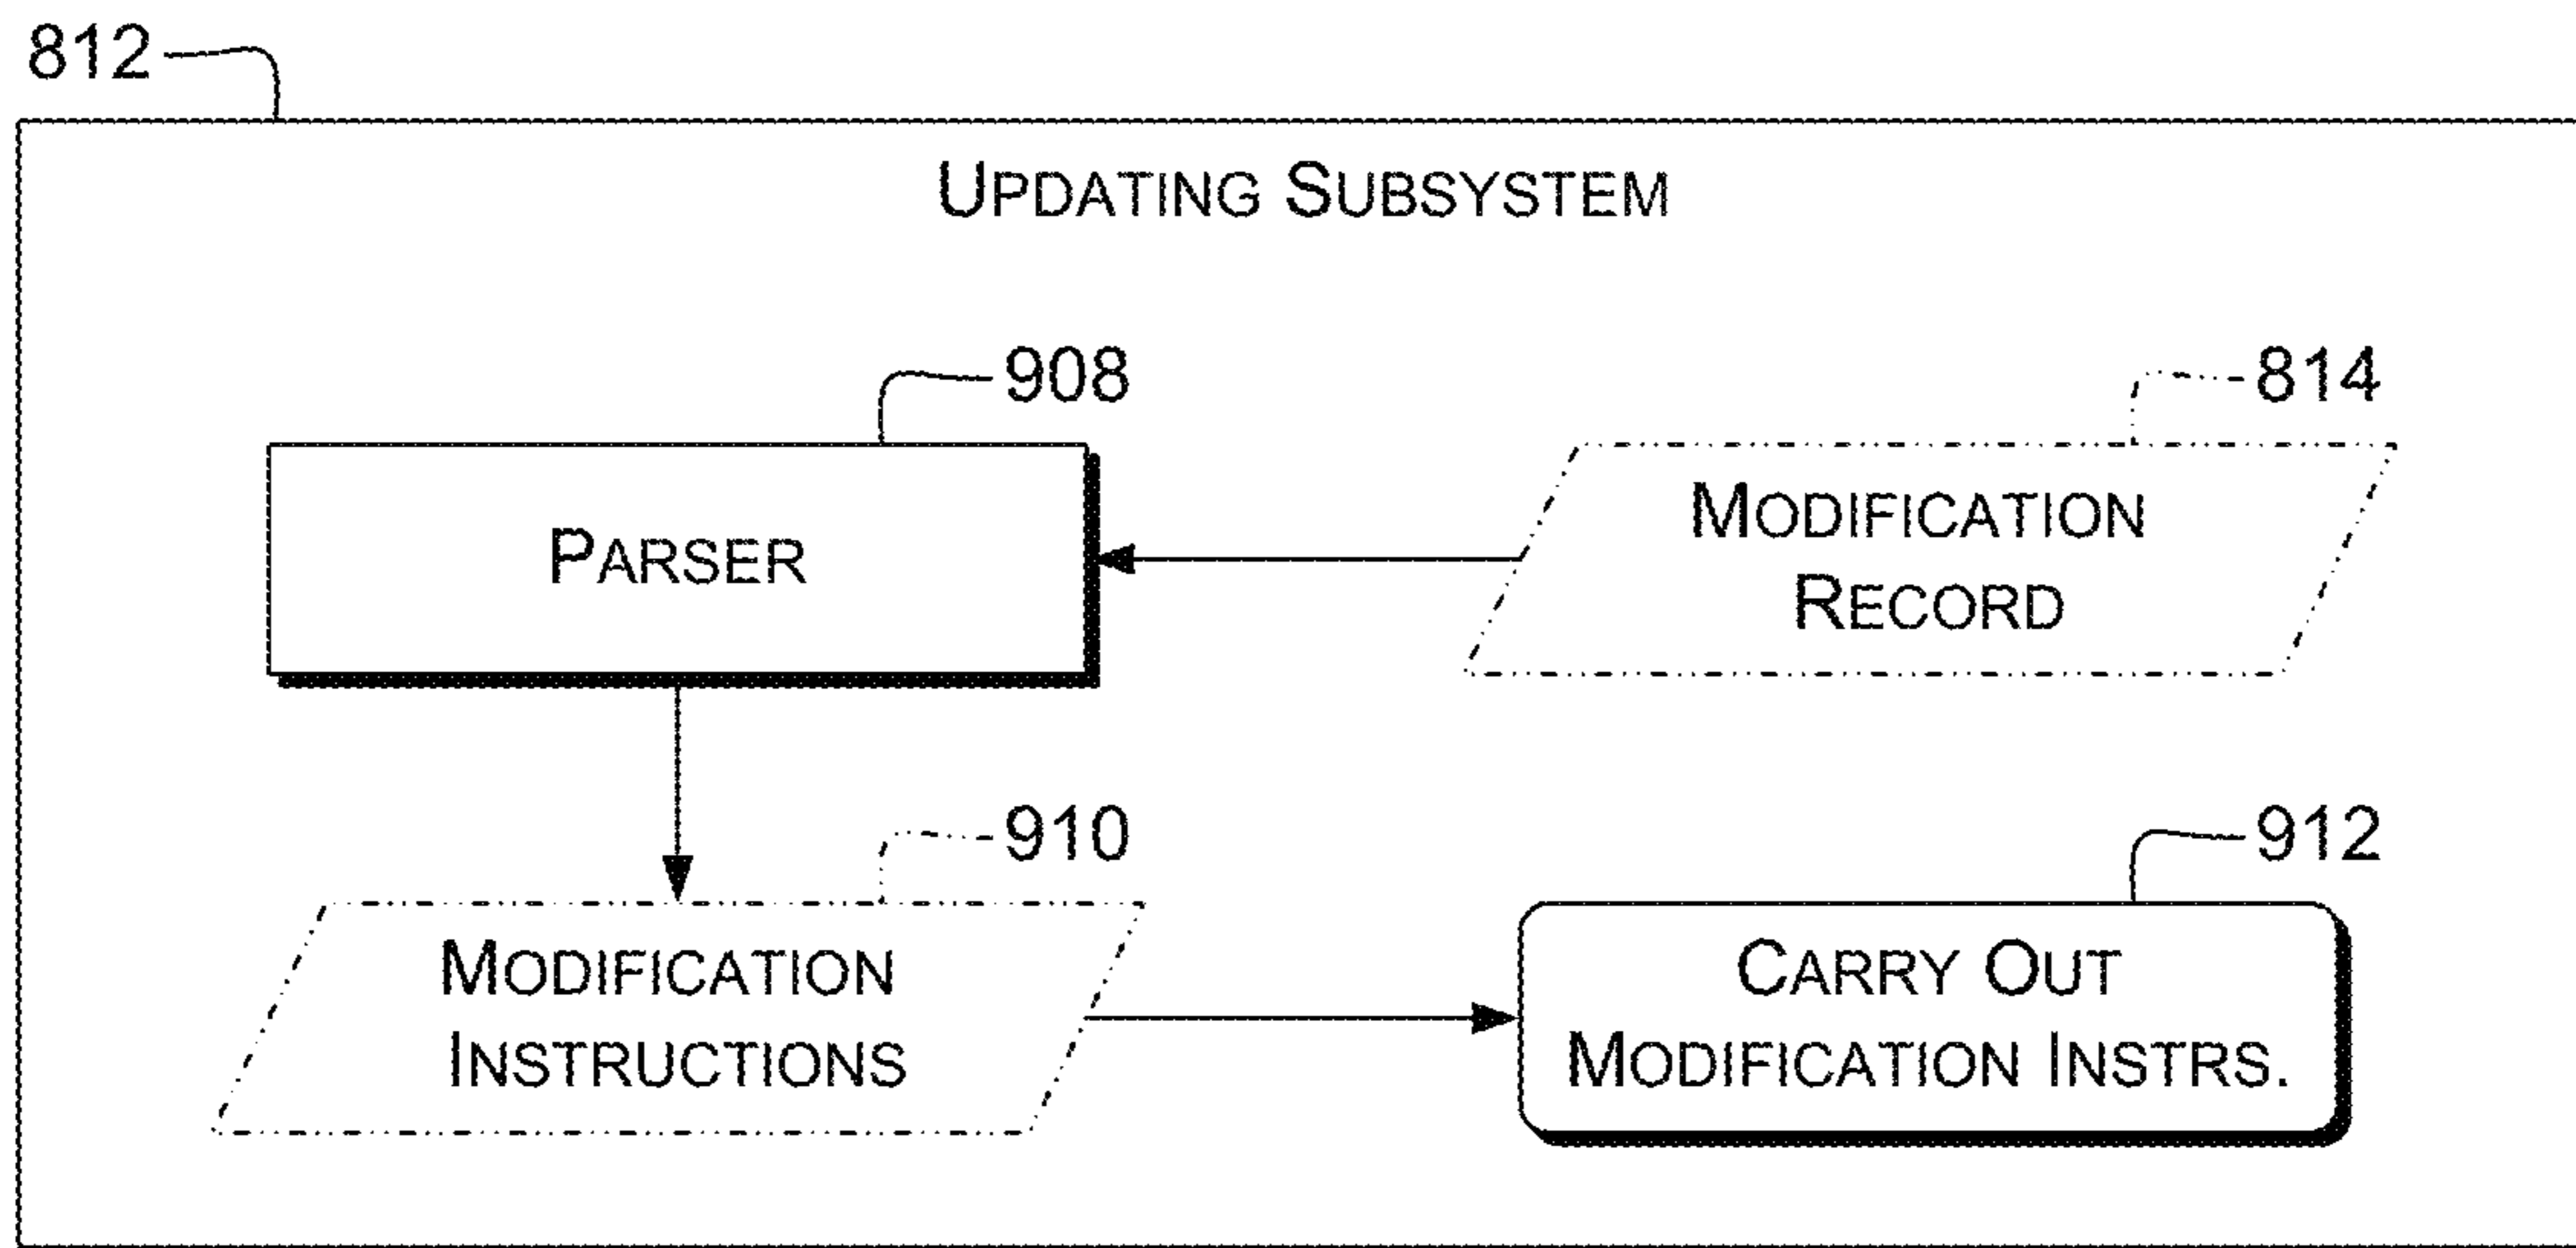 812
UPDATING SUBSYSTEM
908
814
PARSER
MODIFICATION
RECORD
910
912
MODIFICATION
INSTRUCTIONS
CARRY OUT
MODIFICATION INSTRS.